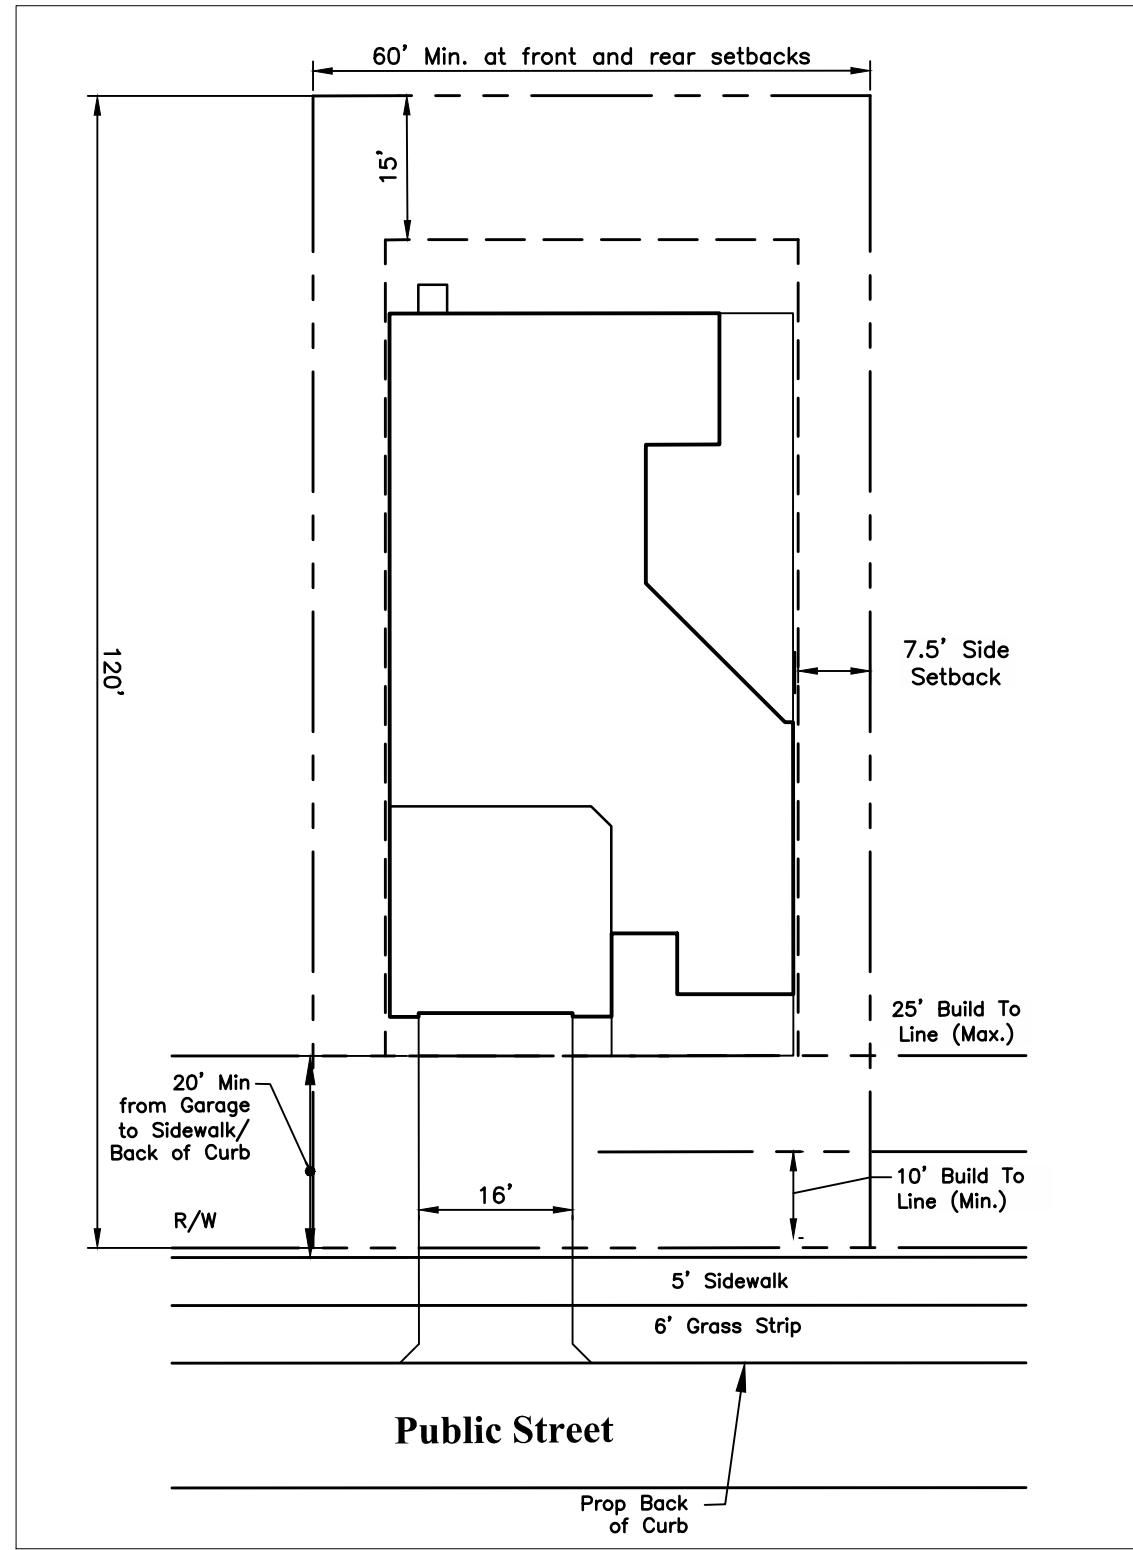 60' Min. at front and rear setbacks
15'
120'
7.5' Side
Setback
25' Build To
Line (Max.)
20' Min
from Garage
to Sidewalk/
Back of Curb
10' Build To
Line (Min.)
16'
R/W
5' Sidewalk
6' Grass Strip
Public Street
Prop Back
of Curb